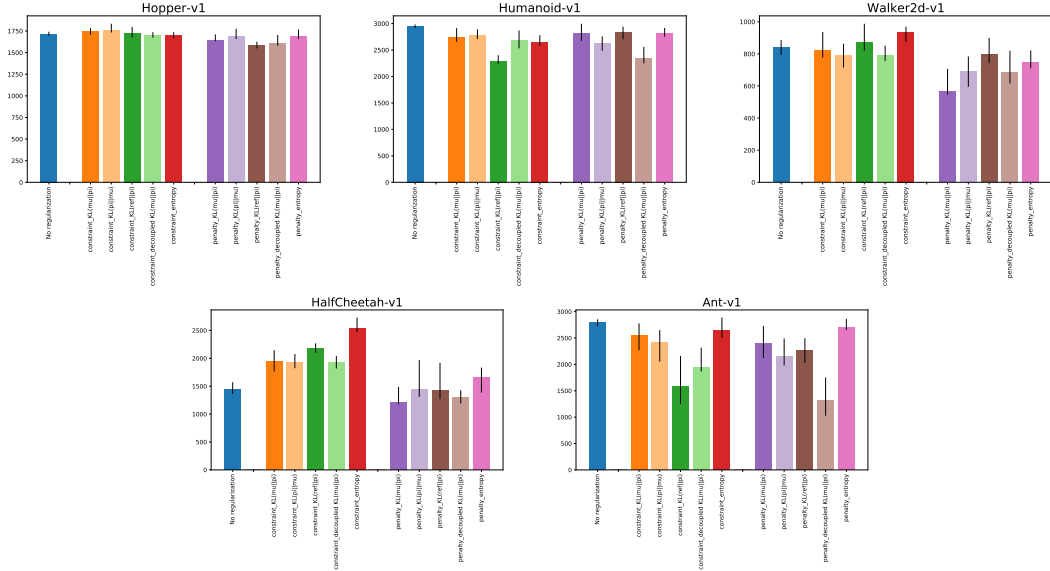 Hopper-v1
1750
1500
1250
1000
750
500
250
0
No regularization
constraint_KL(mu||pi)
constraint_KL(pi||mu)
constraint_KL(ref||pi)
constraint_decoupled KL(mu||pi)
constraint_entropy
penalty_KL(mu||pi)
penalty_KL(pi||mu)
penalty_KL(ref||pi)
penalty_decoupled KL(mu||pi)
penalty_entropy
Humanoid-v1
3000
2500
2000
1500
1000
500
0
No regularization
constraint_KL(mu||pi)
constraint_KL(pi||mu)
constraint_KL(ref||pi)
constraint_decoupled KL(mu||pi)
constraint_entropy
penalty_KL(mu||pi)
penalty_KL(pi||mu)
penalty_KL(ref||pi)
penalty_decoupled KL(mu||pi)
penalty_entropy
Walker2d-v1
1000
800
600
400
200
0
No regularization
constraint_KL(mu||pi)
constraint_KL(pi||mu)
constraint_KL(ref||pi)
constraint_decoupled KL(mu||pi)
constraint_entropy
penalty_KL(mu||pi)
penalty_KL(pi||mu)
penalty_KL(ref||pi)
penalty_decoupled KL(mu||pi)
penalty_entropy
HalfCheetah-v1
2500
2000
1500
1000
500
0
No regularization
constraint_KL(mu||pi)
constraint_KL(pi||mu)
constraint_KL(ref||pi)
constraint_decoupled KL(mu||pi)
constraint_entropy
penalty_KL(mu||pi)
penalty_KL(pi||mu)
penalty_KL(ref||pi)
penalty_decoupled KL(mu||pi)
penalty_entropy
Ant-v1
3000
2500
2000
1500
1000
500
0
No regularization
constraint_KL(mu||pi)
constraint_KL(pi||mu)
constraint_KL(ref||pi)
constraint_decoupled KL(mu||pi)
constraint_entropy
penalty_KL(mu||pi)
penalty_KL(pi||mu)
penalty_KL(ref||pi)
penalty_decoupled KL(mu||pi)
penalty_entropy